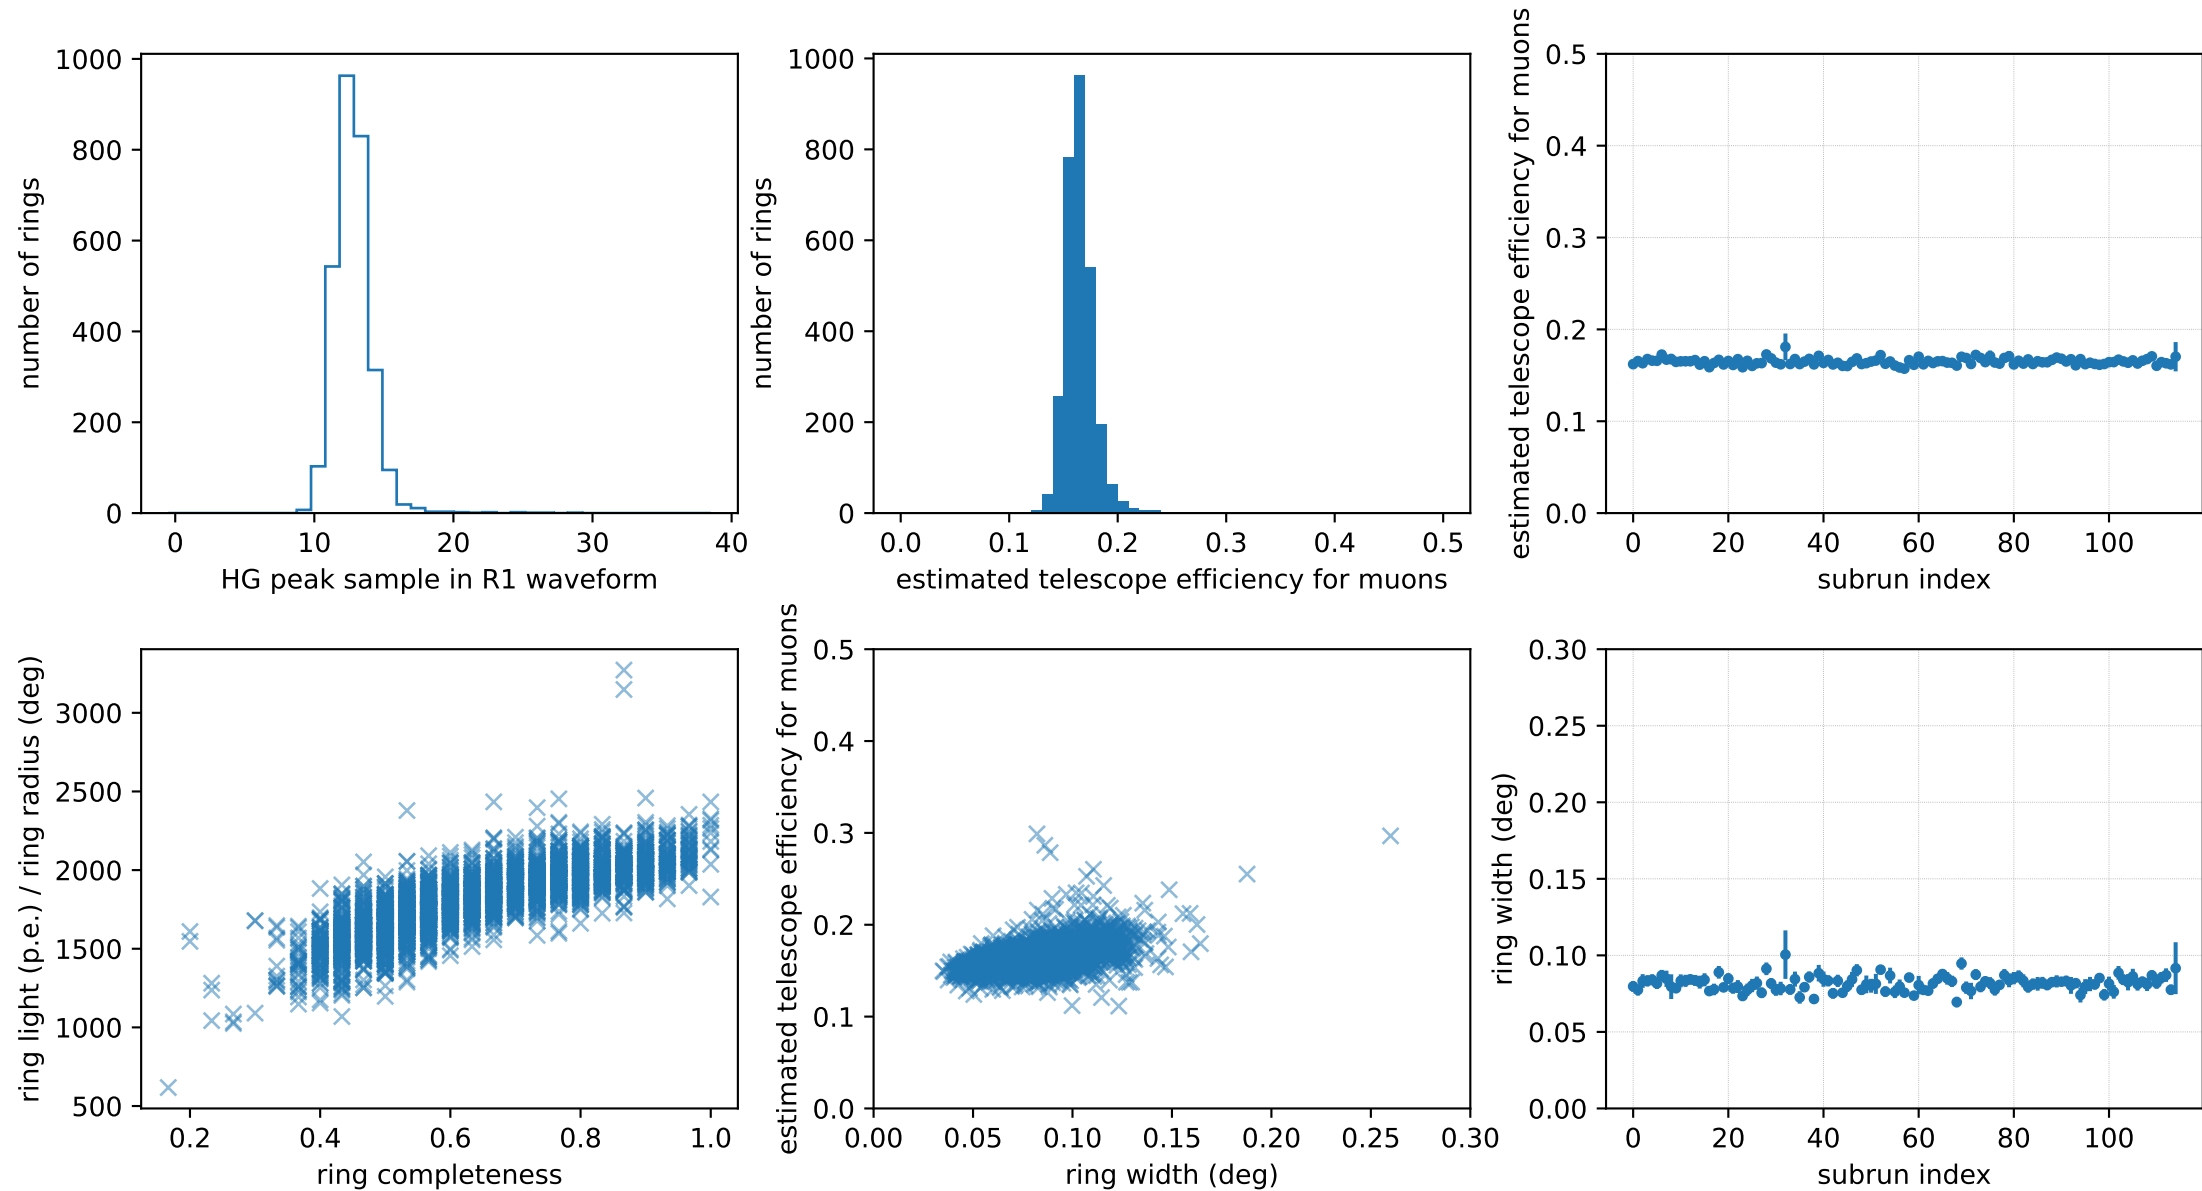 1000
800
600
400
200
0
number of rings
0 10 20 30 40
HG peak sample in R1 waveform
1000
800
600
400
200
0
number of rings
0.0 0.1 0.2 0.3 0.4 0.5
estimated telescope efficiency for muons
0.5
0.4
0.3
0.2
0.1
0.0
estimated telescope efficiency for muons
0 20 40 60 80 100
subrun index
3000
2500
2000
1500
1000
500
ring light (p.e.) / ring radius (deg)
0.2 0.4 0.6 0.8 1.0
ring completeness
0.5
0.4
0.3
0.2
0.1
0.0
estimated telescope efficiency for muons
0.00 0.05 0.10 0.15 0.20 0.25 0.30
ring width (deg)
0.30
0.25
0.20
0.15
0.10
0.05
0.00
ring width (deg)
0 20 40 60 80 100
subrun index